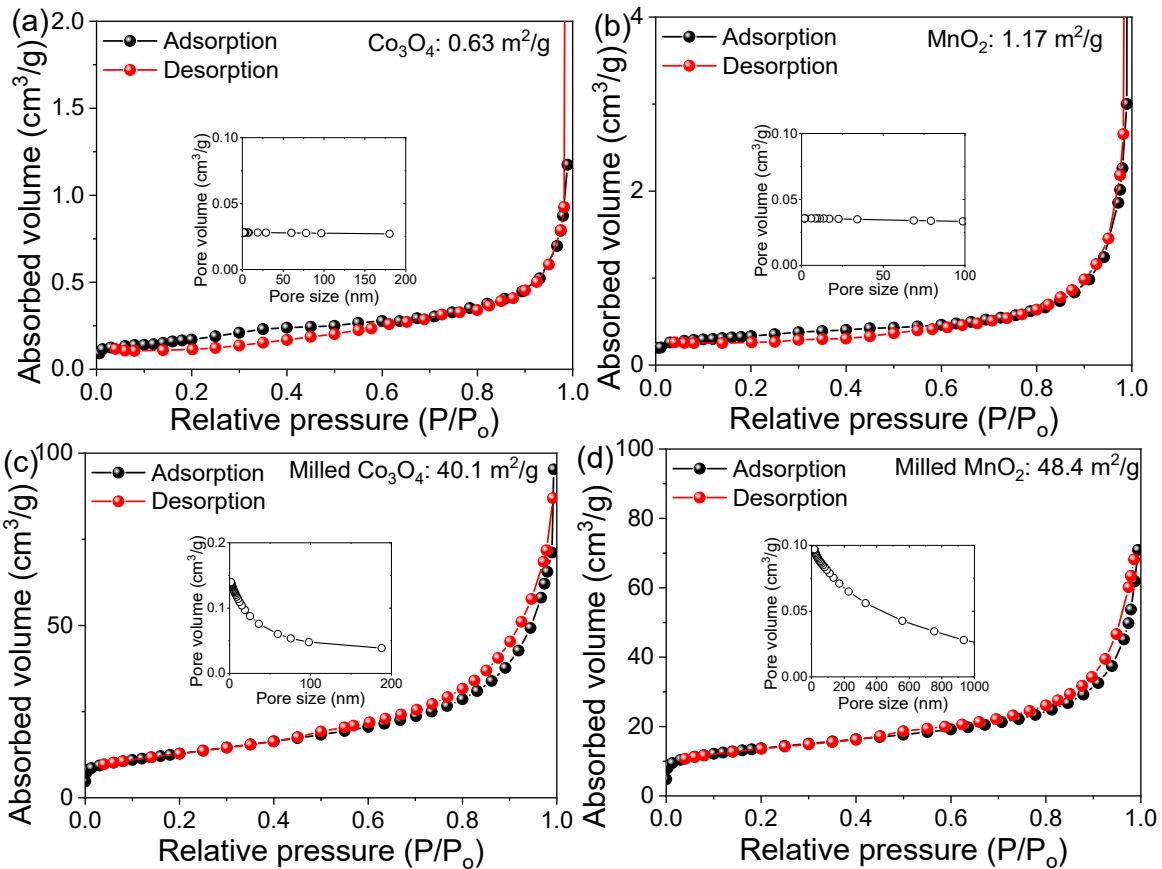 (a)
Adsorption
Desorption
Co₃O₄: 0.63 m²/g
Absorbed volume (cm³/g)
2.0
1.5
1.0
0.5
0.0
0.0 0.2 0.4 0.6 0.8 1.0
Relative pressure (P/Pₒ)
Pore volume (cm³/g)
0.10
0.05
0.00
0 50 100 150 200
Pore size (nm)
(b)
Adsorption
Desorption
MnO₂: 1.17 m²/g
Absorbed volume (cm³/g)
4
2
0
0.0 0.2 0.4 0.6 0.8 1.0
Relative pressure (P/Pₒ)
Pore volume (cm³/g)
0.10
0.05
0.00
0 50 100
Pore size (nm)
(c)
Adsorption
Desorption
Milled Co₃O₄: 40.1 m²/g
Absorbed volume (cm³/g)
100
50
0
0.0 0.2 0.4 0.6 0.8 1.0
Relative pressure (P/Pₒ)
Pore volume (cm³/g)
0.2
0.1
0.0
0 100 200
Pore size (nm)
(d)
Adsorption
Desorption
Milled MnO₂: 48.4 m²/g
Absorbed volume (cm³/g)
100
80
60
40
20
0
0.0 0.2 0.4 0.6 0.8 1.0
Relative pressure (P/Pₒ)
Pore volume (cm³/g)
0.10
0.05
0.00
0 200 400 600 800 1000
Pore size (nm)